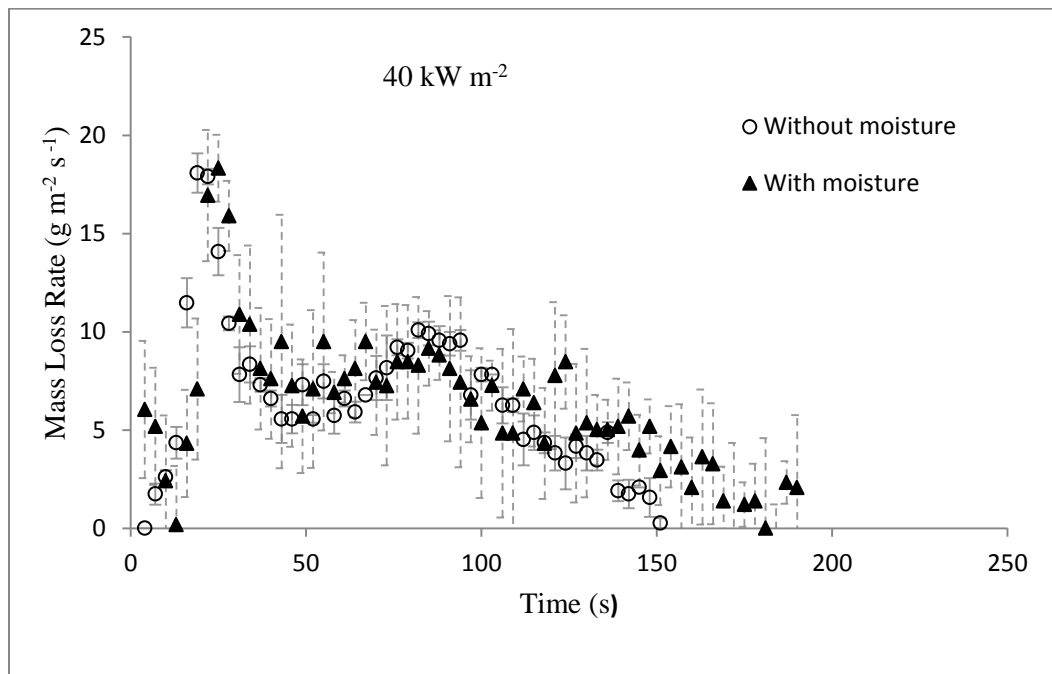 25
20
15
10
5
0
0 50 100 150 200 250
Mass Loss Rate (g m⁻² s⁻¹)
Time (s)
40 kW m⁻²
Without moisture
With moisture